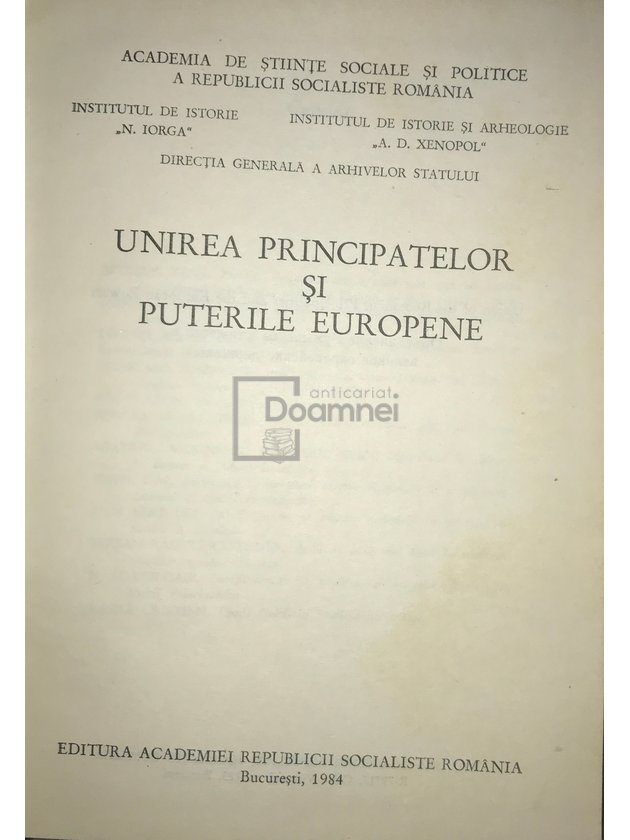 ACADEMIA DE ȘTIINȚE SOCIALE ȘI POLITICE
A REPUBLICII SOCIALISTE ROMÂNIA
INSTITUTUL DE ISTORIE
„N. IORGA“
INSTITUTUL DE ISTORIE ȘI ARHEOLOGIE
„A. D. XENOPOL“
DIRECȚIA GENERALĂ A ARHIVELOR STATULUI
UNIREA PRINCIPATELOR
ȘI
PUTERILE EUROPENE
anticariat
Doamnei
EDITURA ACADEMIEI REPUBLICII SOCIALISTE ROMÂNIA
București, 1984